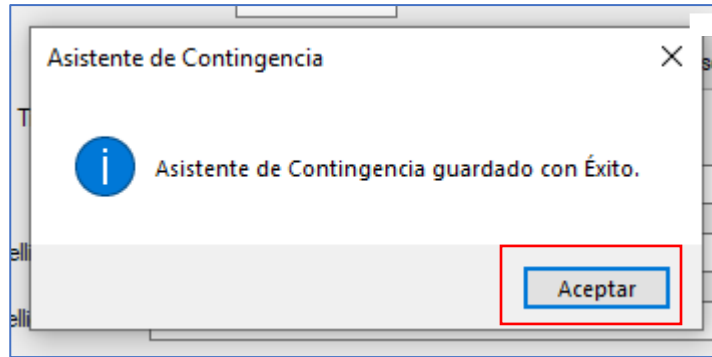 Asistente de Contingencia
Asistente de Contingencia guardado con Éxito.
Aceptar